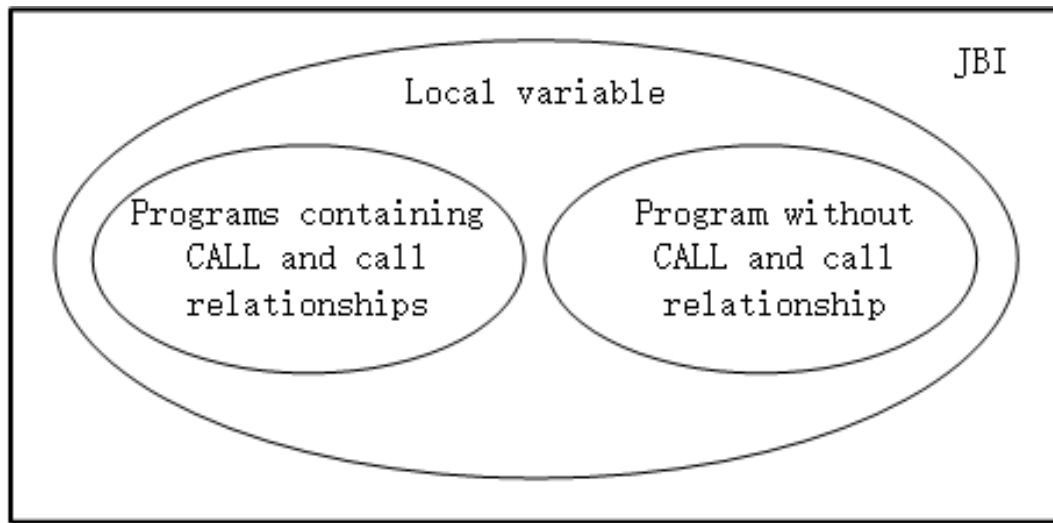 JBI
Local variable
Programs containing
CALL and call
relationships
Program without
CALL and call
relationship